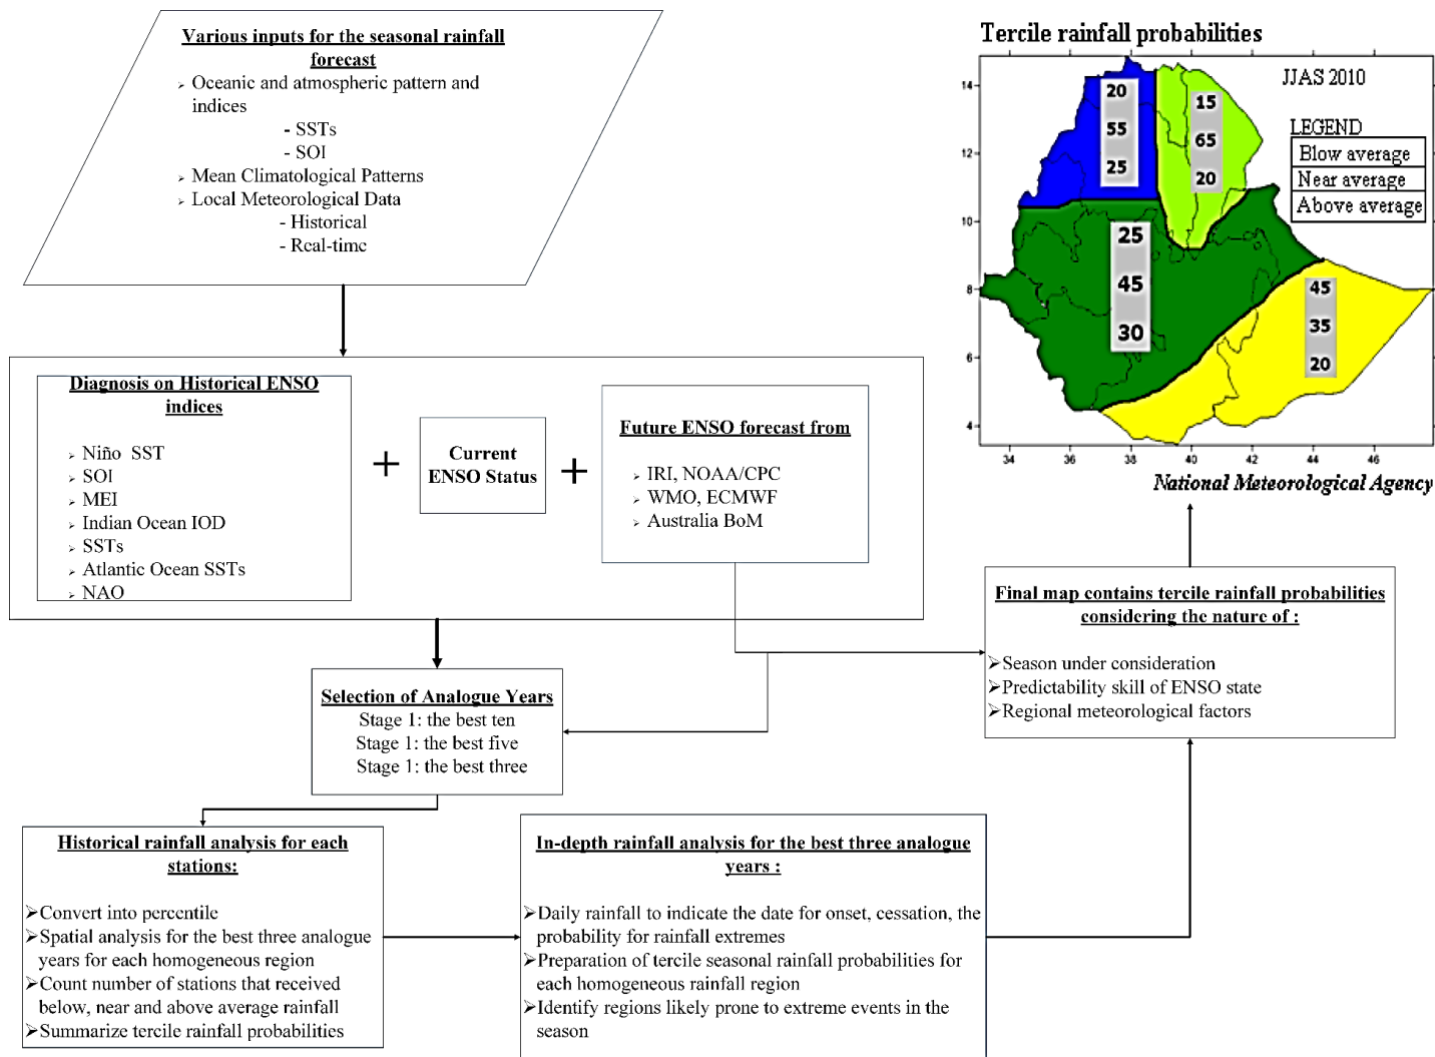 Various inputs for the seasonal rainfall
forecast
➢ Oceanic and atmospheric pattern and
indices
- SSTs
- SOI
➢ Mean Climatological Patterns
➢ Local Meteorological Data
- Historical
- Real-time
Diagnosis on Historical ENSO
indices
➢ Niño SST
➢ SOI
➢ MEI
➢ Indian Ocean IOD
➢ SSTs
➢ Atlantic Ocean SSTs
➢ NAO
+
Current
ENSO Status
+
Future ENSO forecast from
➢ IRI, NOAA/CPC
➢ WMO, ECMWF
➢ Australia BoM
Selection of Analogue Years
Stage 1: the best ten
Stage 1: the best five
Stage 1: the best three
Historical rainfall analysis for each
stations:
➢Convert into percentile
➢Spatial analysis for the best three analogue
years for each homogeneous region
➢Count number of stations that received
below, near and above average rainfall
➢Summarize tercile rainfall probabilities
In-depth rainfall analysis for the best three analogue
years :
➢Daily rainfall to indicate the date for onset, cessation, the
probability for rainfall extremes
➢Preparation of tercile seasonal rainfall probabilities for
each homogeneous rainfall region
➢Identify regions likely prone to extreme events in the
season
Final map contains tercile rainfall probabilities
considering the nature of :
➢Season under consideration
➢Predictability skill of ENSO state
➢Regional meteorological factors
Tercile rainfall probabilities
JJAS 2010
LEGEND
Blow average
Near average
Above average
20
55
25
15
65
20
25
45
30
45
35
20
14
12
10
8
6
4
34 36 38 40 42 44 46
National Meteorological Agency